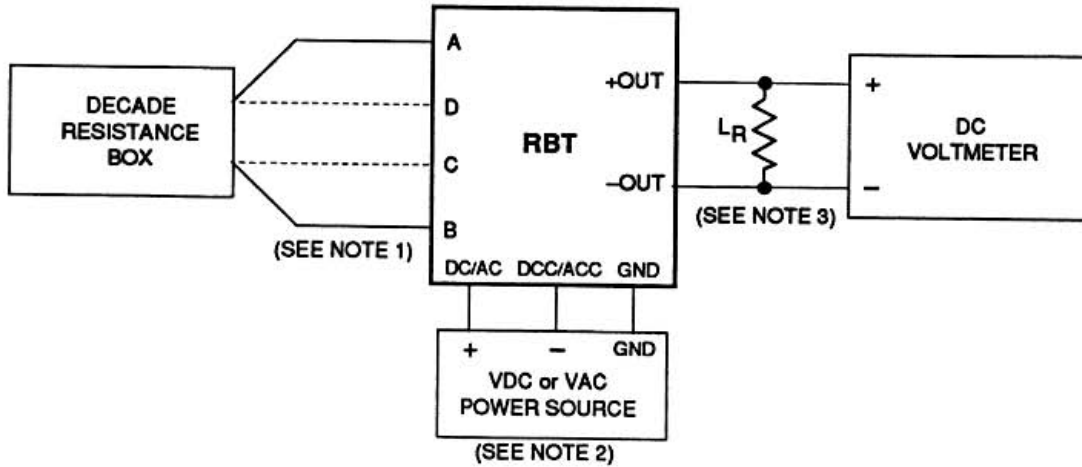 DECADE
RESISTANCE
BOX
A
D
C
B
(SEE NOTE 1)
RBT
+OUT
–OUT
DC/AC DCC/ACC GND
+ – GND
VDC or VAC
POWER SOURCE
(SEE NOTE 2)
LR
(SEE NOTE 3)
+
DC
VOLTMETER
–